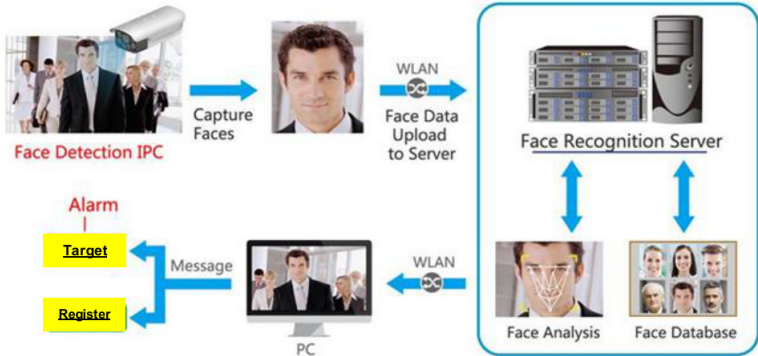 WLAN
Capture
Faces
Face Data
Upload
to Server
Face Detection IPC
Face Recognition Server
Alarm
Target
Message
WLAN
Register
PC
Face Analysis
Face Database